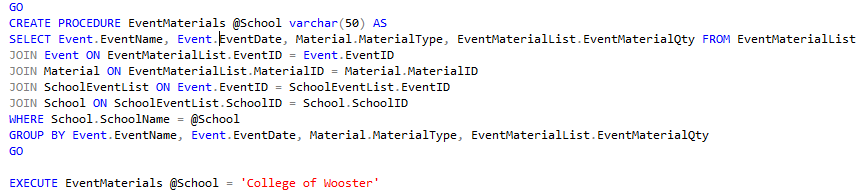 GO
CREATE PROCEDURE EventMaterials @School varchar(50) AS
SELECT Event.EventName, Event.EventDate, Material.MaterialType, EventMaterialList.EventMaterialQty FROM EventMaterialList
JOIN Event ON EventMaterialList.EventID = Event.EventID
JOIN Material ON EventMaterialList.MaterialID = Material.MaterialID
JOIN SchoolEventList ON Event.EventID = SchoolEventList.EventID
JOIN School ON SchoolEventList.SchoolID = School.SchoolID
WHERE School.SchoolName = @School
GROUP BY Event.EventName, Event.EventDate, Material.MaterialType, EventMaterialList.EventMaterialQty
GO
EXECUTE EventMaterials @School = 'College of Wooster'